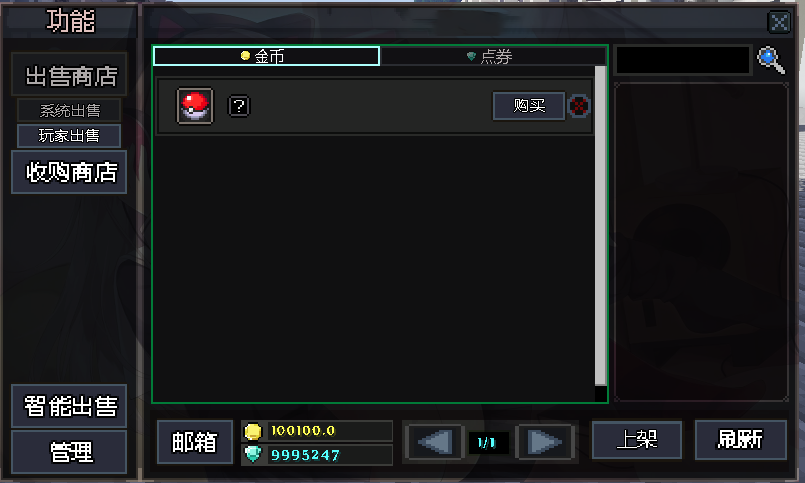 功能
出售商店
系统出售
玩家出售
收购商店
智能出售
管理
金币
点券
?
购买
邮箱
100100.0
9995247
1/1
上架
刷新